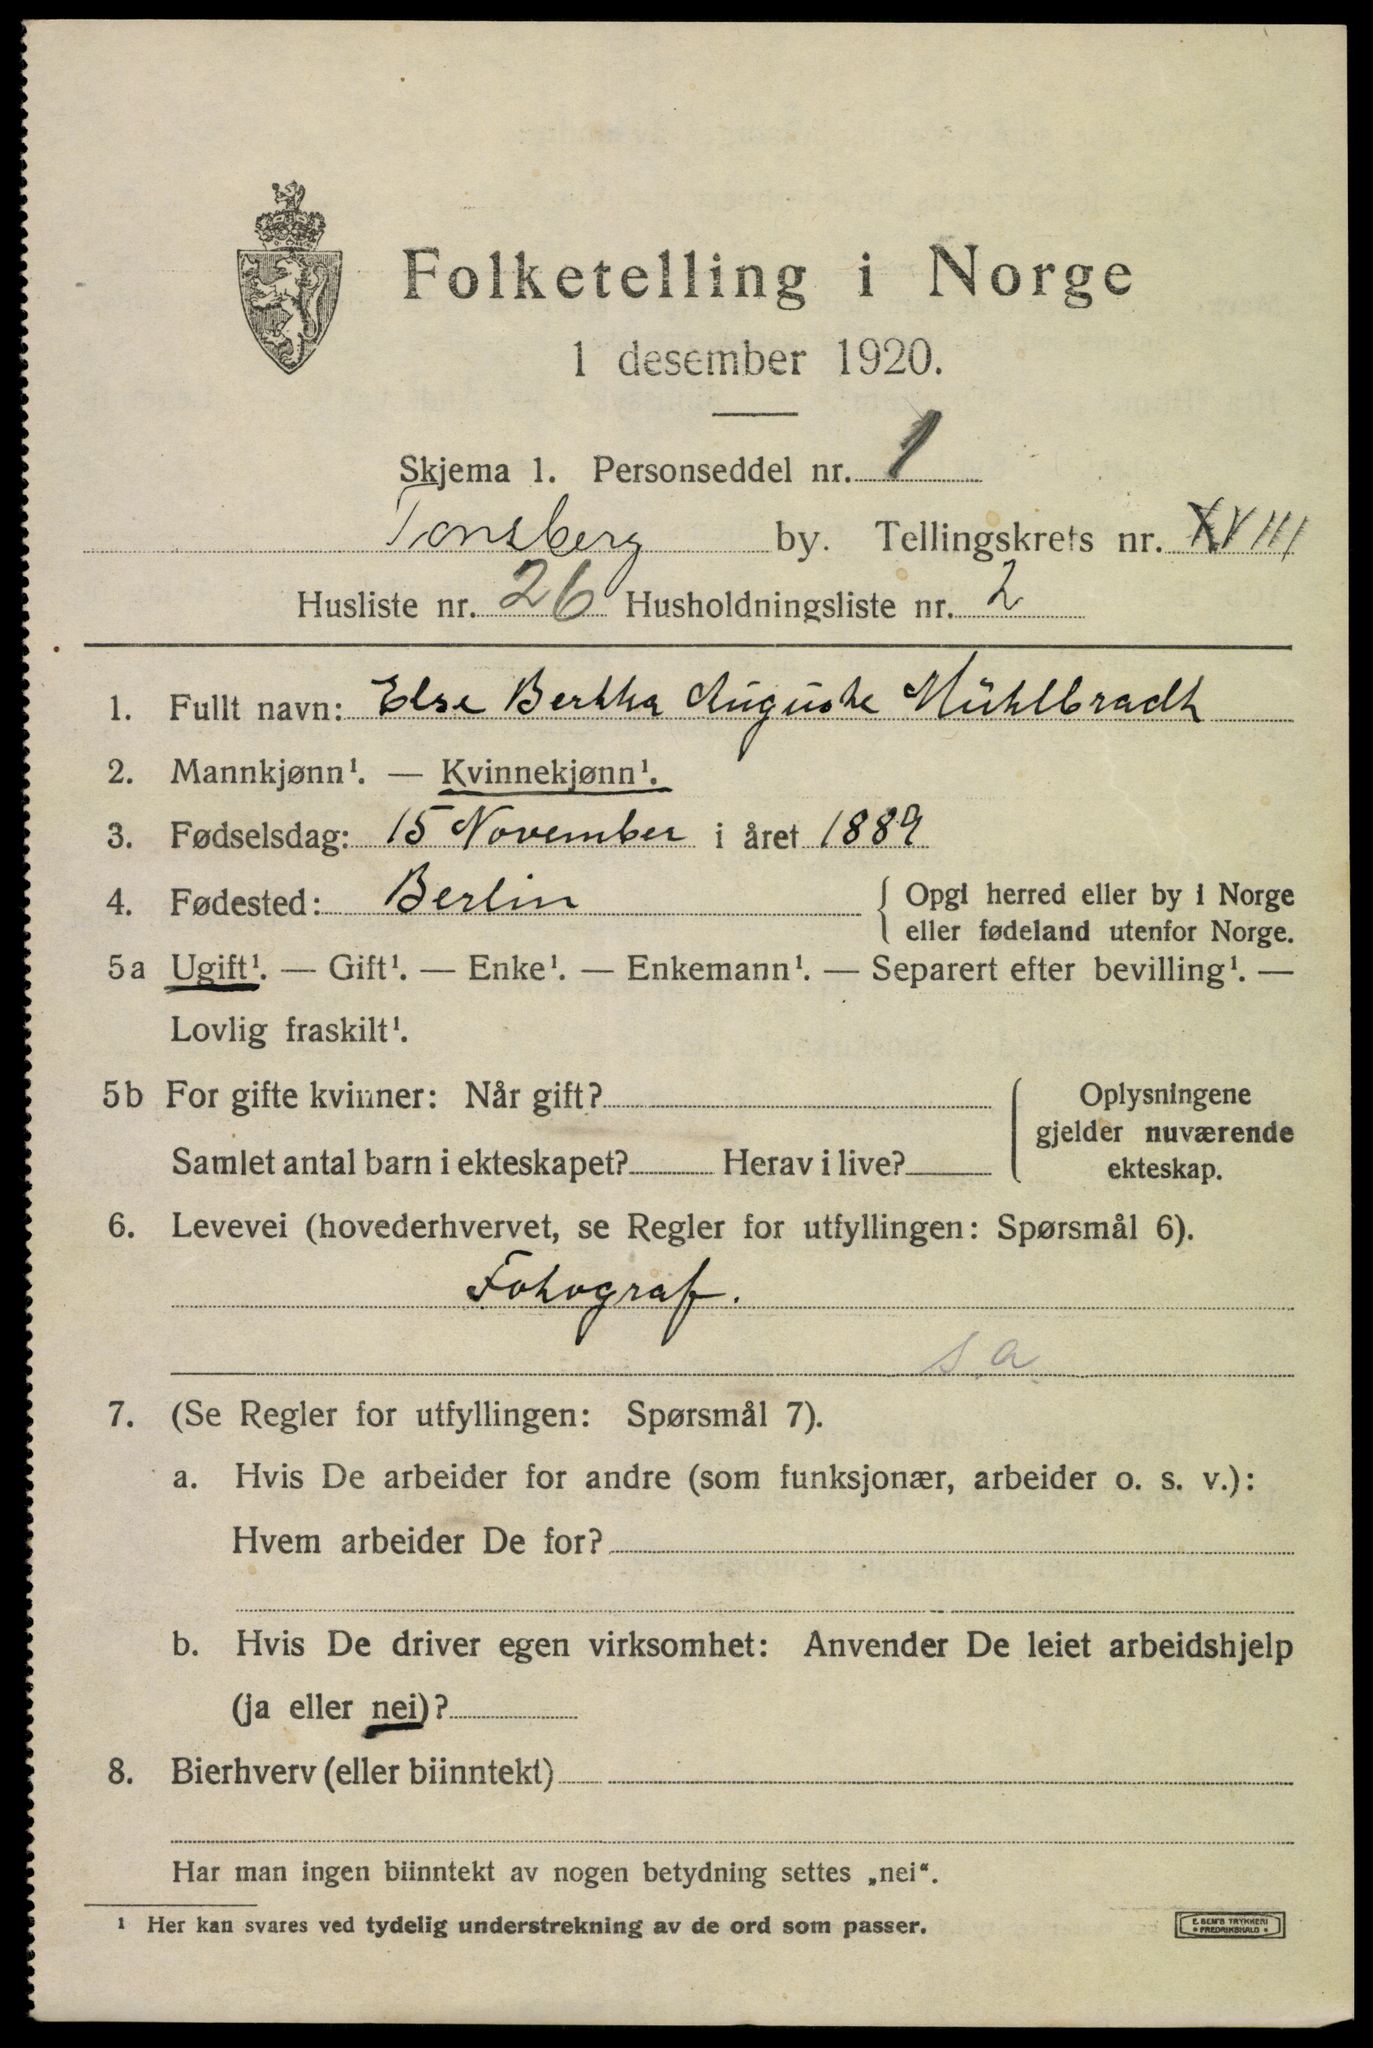 Folketelling i Norge
1 desember 1920.
Skjema 1. Personseddel nr. 1
Tønsberg by. Tellingskrets nr. XVIII
Husliste nr. 26 Husholdningsliste nr. 2
1. Fullt navn: Else Bertha Auguste Mühlbradt
2. Mannkjønn¹. — Kvinnekjønn¹.
3. Fødselsdag: 15 November i året 1889
4. Fødested: Berlin { Opgi herred eller by i Norge
eller fødeland utenfor Norge.
5a Ugift¹. — Gift¹. — Enke¹. — Enkemann¹. — Separert efter bevilling¹. —
Lovlig fraskilt¹.
5b For gifte kvinner: Når gift?
Samlet antal barn i ekteskapet? Herav i live?
Oplysningene
gjelder nuværende
ekteskap.
6. Levevei (hovederhvervet, se Regler for utfyllingen: Spørsmål 6).
Fotograf.
s. a.
7. (Se Regler for utfyllingen: Spørsmål 7).
a. Hvis De arbeider for andre (som funksjonær, arbeider o. s. v.):
Hvem arbeider De for?
b. Hvis De driver egen virksomhet: Anvender De leiet arbeidshjelp
(ja eller nei)?
8. Bierhverv (eller biinntekt)
Har man ingen biinntekt av nogen betydning settes „nei“.
¹ Her kan svares ved tydelig understrekning av de ord som passer.
E. SEM'S TRYKKERI
* FREDRIKSHALD *